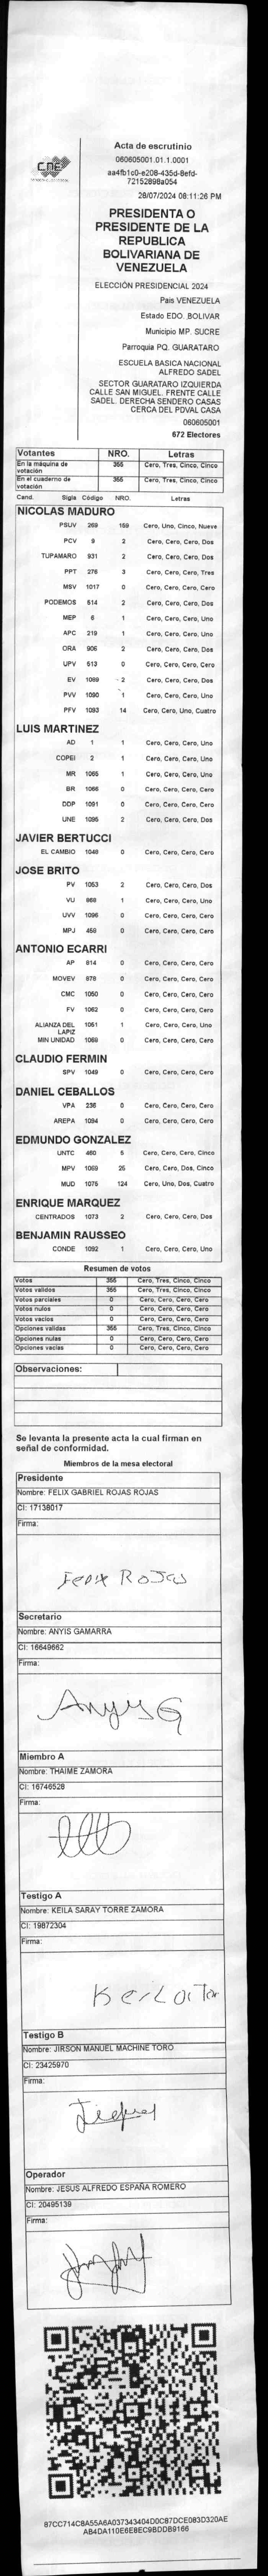 CNE
Acta de escrutinio
060605001.01.1.0001
aa4fb1c0-e208-435d-8efd-
72152898a054
28/07/2024 08:11:26 PM
PRESIDENTA O
PRESIDENTE DE LA
REPUBLICA
BOLIVARIANA DE
VENEZUELA
ELECCIÓN PRESIDENCIAL 2024
País VENEZUELA
Estado EDO. BOLIVAR
Municipio MP. SUCRE
Parroquia PQ. GUARATARO
ESCUELA BASICA NACIONAL
ALFREDO SADEL
SECTOR GUARATARO IZQUIERDA
CALLE SAN MIGUEL. FRENTE CALLE
SADEL. DERECHA SENDERO CASAS
CERCA DEL PDVAL CASA
060605001
672 Electores
Votantes NRO. Letras
En la máquina de votación 355 Cero, Tres, Cinco, Cinco
En el cuaderno de votación 355 Cero, Tres, Cinco, Cinco
Cand. Sigla Código NRO. Letras
NICOLAS MADURO
PSUV 269 159 Cero, Uno, Cinco, Nueve
PCV 9 2 Cero, Cero, Cero, Dos
TUPAMARO 931 2 Cero, Cero, Cero, Dos
PPT 276 3 Cero, Cero, Cero, Tres
MSV 1017 0 Cero, Cero, Cero, Cero
PODEMOS 514 2 Cero, Cero, Cero, Dos
MEP 6 1 Cero, Cero, Cero, Uno
APC 219 1 Cero, Cero, Cero, Uno
ORA 906 2 Cero, Cero, Cero, Dos
UPV 513 0 Cero, Cero, Cero, Cero
EV 1089 2 Cero, Cero, Cero, Dos
PVV 1090 1 Cero, Cero, Cero, Uno
PFV 1093 14 Cero, Cero, Uno, Cuatro
LUIS MARTINEZ
AD 1 1 Cero, Cero, Cero, Uno
COPEI 2 1 Cero, Cero, Cero, Uno
MR 1065 1 Cero, Cero, Cero, Uno
BR 1066 0 Cero, Cero, Cero, Cero
DDP 1091 0 Cero, Cero, Cero, Cero
UNE 1095 2 Cero, Cero, Cero, Dos
JAVIER BERTUCCI
EL CAMBIO 1048 0 Cero, Cero, Cero, Cero
JOSE BRITO
PV 1053 2 Cero, Cero, Cero, Dos
VU 868 1 Cero, Cero, Cero, Uno
UVV 1096 0 Cero, Cero, Cero, Cero
MPJ 458 0 Cero, Cero, Cero, Cero
ANTONIO ECARRI
AP 814 0 Cero, Cero, Cero, Cero
MOVEV 878 0 Cero, Cero, Cero, Cero
CMC 1050 0 Cero, Cero, Cero, Cero
FV 1062 0 Cero, Cero, Cero, Cero
ALIANZA DEL LAPIZ 1051 1 Cero, Cero, Cero, Uno
MIN UNIDAD 1068 0 Cero, Cero, Cero, Cero
CLAUDIO FERMIN
SPV 1049 0 Cero, Cero, Cero, Cero
DANIEL CEBALLOS
VPA 236 0 Cero, Cero, Cero, Cero
AREPA 1094 0 Cero, Cero, Cero, Cero
EDMUNDO GONZALEZ
UNTC 460 5 Cero, Cero, Cero, Cinco
MPV 1069 25 Cero, Cero, Dos, Cinco
MUD 1075 124 Cero, Uno, Dos, Cuatro
ENRIQUE MARQUEZ
CENTRADOS 1073 2 Cero, Cero, Cero, Dos
BENJAMIN RAUSSEO
CONDE 1092 1 Cero, Cero, Cero, Uno
Resumen de votos
Votos 355 Cero, Tres, Cinco, Cinco
Votos validos 355 Cero, Tres, Cinco, Cinco
Votos parciales 0 Cero, Cero, Cero, Cero
Votos nulos 0 Cero, Cero, Cero, Cero
Votos vacios 0 Cero, Cero, Cero, Cero
Opciones validas 355 Cero, Tres, Cinco, Cinco
Opciones nulas 0 Cero, Cero, Cero, Cero
Opciones vacias 0 Cero, Cero, Cero, Cero
Observaciones:
Se levanta la presente acta la cual firman en
señal de conformidad.
Miembros de la mesa electoral
Presidente
Nombre: FELIX GABRIEL ROJAS ROJAS
CI: 17138017
Firma:
Felix Rojas
Secretario
Nombre: ANYIS GAMARRA
CI: 16649662
Firma:
Anyis G
Miembro A
Nombre: THAIME ZAMORA
CI: 16746528
Firma:
Testigo A
Nombre: KEILA SARAY TORRE ZAMORA
CI: 19872304
Firma:
Testigo B
Nombre: JIRSON MANUEL MACHINE TORO
CI: 23425970
Firma:
Operador
Nombre: JESUS ALFREDO ESPAÑA ROMERO
CI: 20495139
Firma:
87CC714C8A55A6A037343404D0C87DCE083D320AE
AB4DA110E6E8EC9BDDB9166